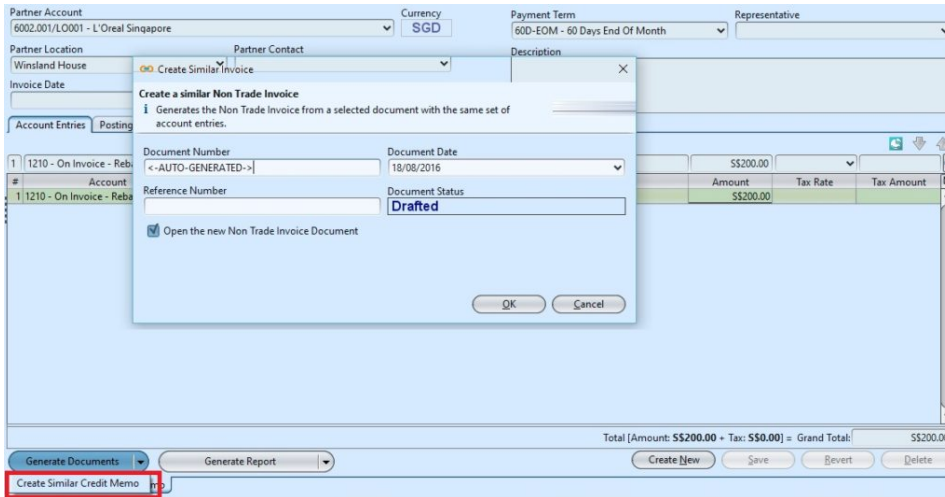 Partner Account
Currency
Payment Term
Representative
6002.001/LO001 - L'Oreal Singapore
SGD
60D-EOM - 60 Days End Of Month
Partner Location
Partner Contact
Description
Winsland House
Invoice Date
Create Similar Invoice
Create a similar Non Trade Invoice
Generates the Non Trade Invoice from a selected document with the same set of
account entries.
Account Entries
Posting
Document Number
Document Date
<-AUTO-GENERATED->
18/08/2016
1
1210 - On Invoice - Reba
S$200.00
#
Account
Amount
Tax Rate
Tax Amount
1
1210 - On Invoice - Reba
S$200.00
Reference Number
Document Status
Drafted
Open the new Non Trade Invoice Document
OK
Cancel
Total [Amount: S$200.00 + Tax: S$0.00] = Grand Total:
S$200.00
Generate Documents
Generate Report
Create New
Save
Revert
Delete
Create Similar Credit Memo